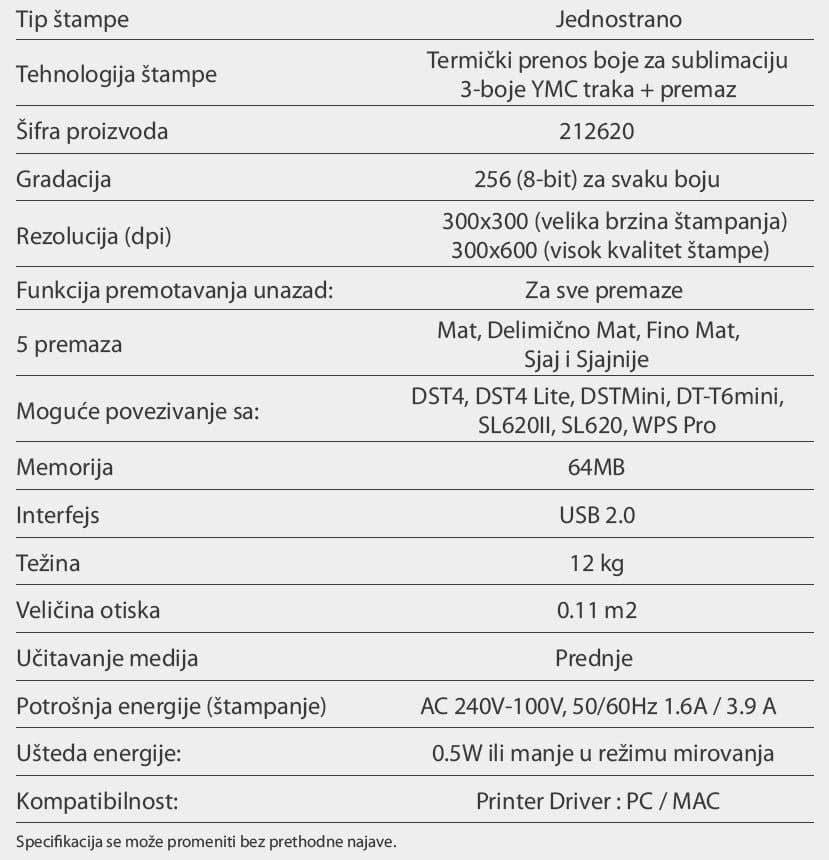 Tip štampe Jednostrano
Tehnologija štampe
Termički prenos boje za sublimaciju
3-boje YMC traka + premaz
Šifra proizvoda 212620
Gradacija 256 (8-bit) za svaku boju
Rezolucija (dpi)
300x300 (velika brzina štampanja)
300x600 (visok kvalitet štampe)
Funkcija premotavanja unazad: Za sve premaze
5 premaza
Mat, Delimično Mat, Fino Mat,
Sjaj i Sjajnije
Moguće povezivanje sa:
DST4, DST4 Lite, DSTMini, DT-T6mini,
SL620II, SL620, WPS Pro
Memorija 64MB
Interfejs USB 2.0
Težina 12 kg
Veličina otiska 0.11 m2
Učitavanje medija Prednje
Potrošnja energije (štampanje) AC 240V-100V, 50/60Hz 1.6A / 3.9 A
Ušteda energije: 0.5W ili manje u režimu mirovanja
Kompatibilnost: Printer Driver : PC / MAC
Specifikacija se može promeniti bez prethodne najave.